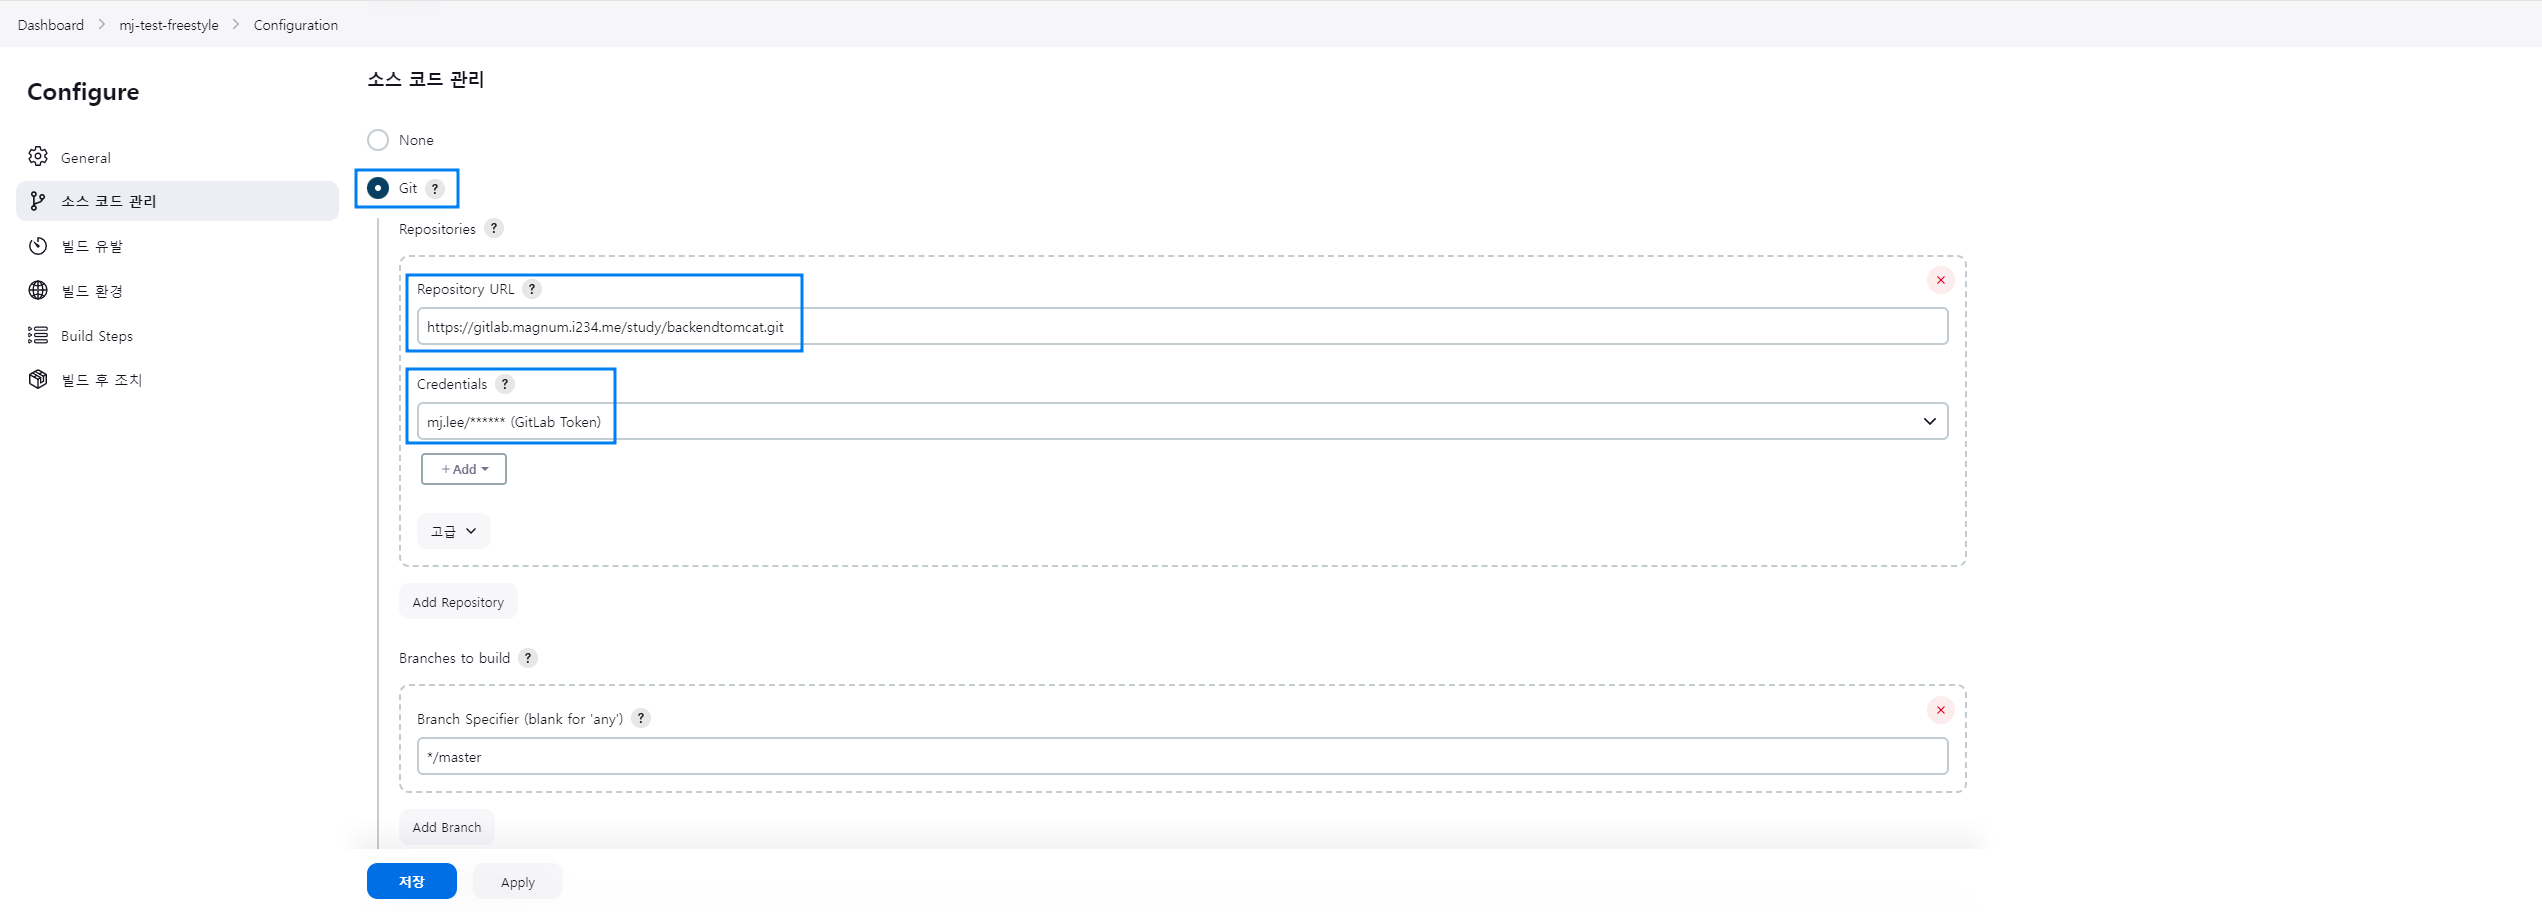 Dashboard > mj-test-freestyle > Configuration
Configure
General
소스 코드 관리
빌드 유발
빌드 환경
Build Steps
빌드 후 조치
소스 코드 관리
None
Git ?
Repositories ?
Repository URL ?
https://gitlab.magnum.i234.me/study/backendtomcat.git
Credentials ?
mj.lee/****** (GitLab Token)
+ Add
고급
Add Repository
Branches to build ?
Branch Specifier (blank for 'any') ?
*/master
Add Branch
저장
Apply